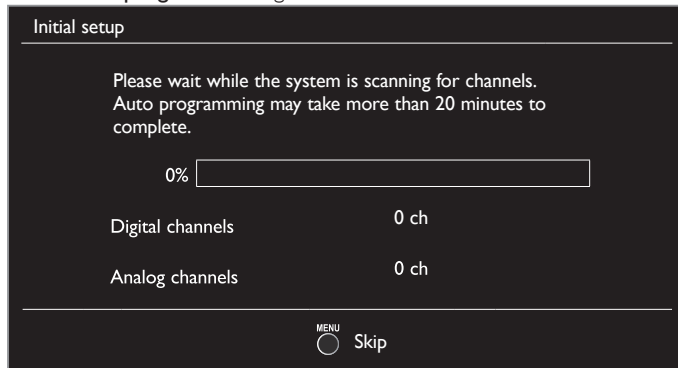 Initial setup
Please wait while the system is scanning for channels.
Auto programming may take more than 20 minutes to
complete.
0%
Digital channels 0 ch
Analog channels 0 ch
MENU Skip